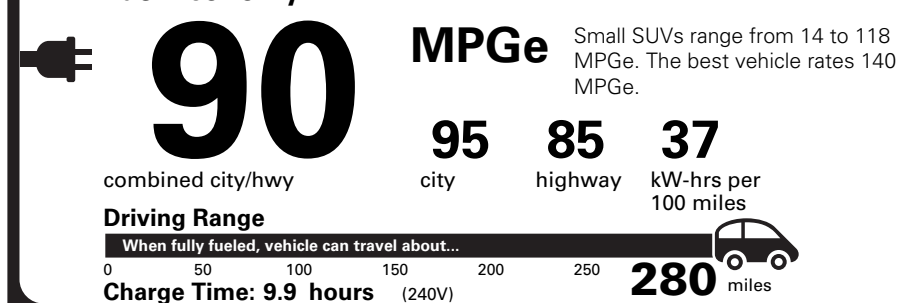 90
MPGe
Small SUVs range from 14 to 118
MPGe. The best vehicle rates 140
MPGe.
95 85 37
combined city/hwy city highway kW-hrs per
100 miles
Driving Range
When fully fueled, vehicle can travel about...
0 50 100 150 200 250 280 miles
Charge Time: 9.9 hours (240V)